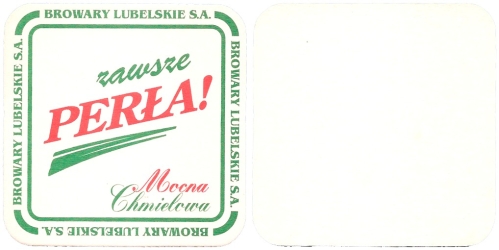 BROWARY LUBELSKIE S.A.
BROWARY LUBELSKIE S.A.
BROWARY LUBELSKIE S.A.
zawsze
PERŁA!
Mocna
Chmielowa
BROWARY LUBELSKIE S.A.